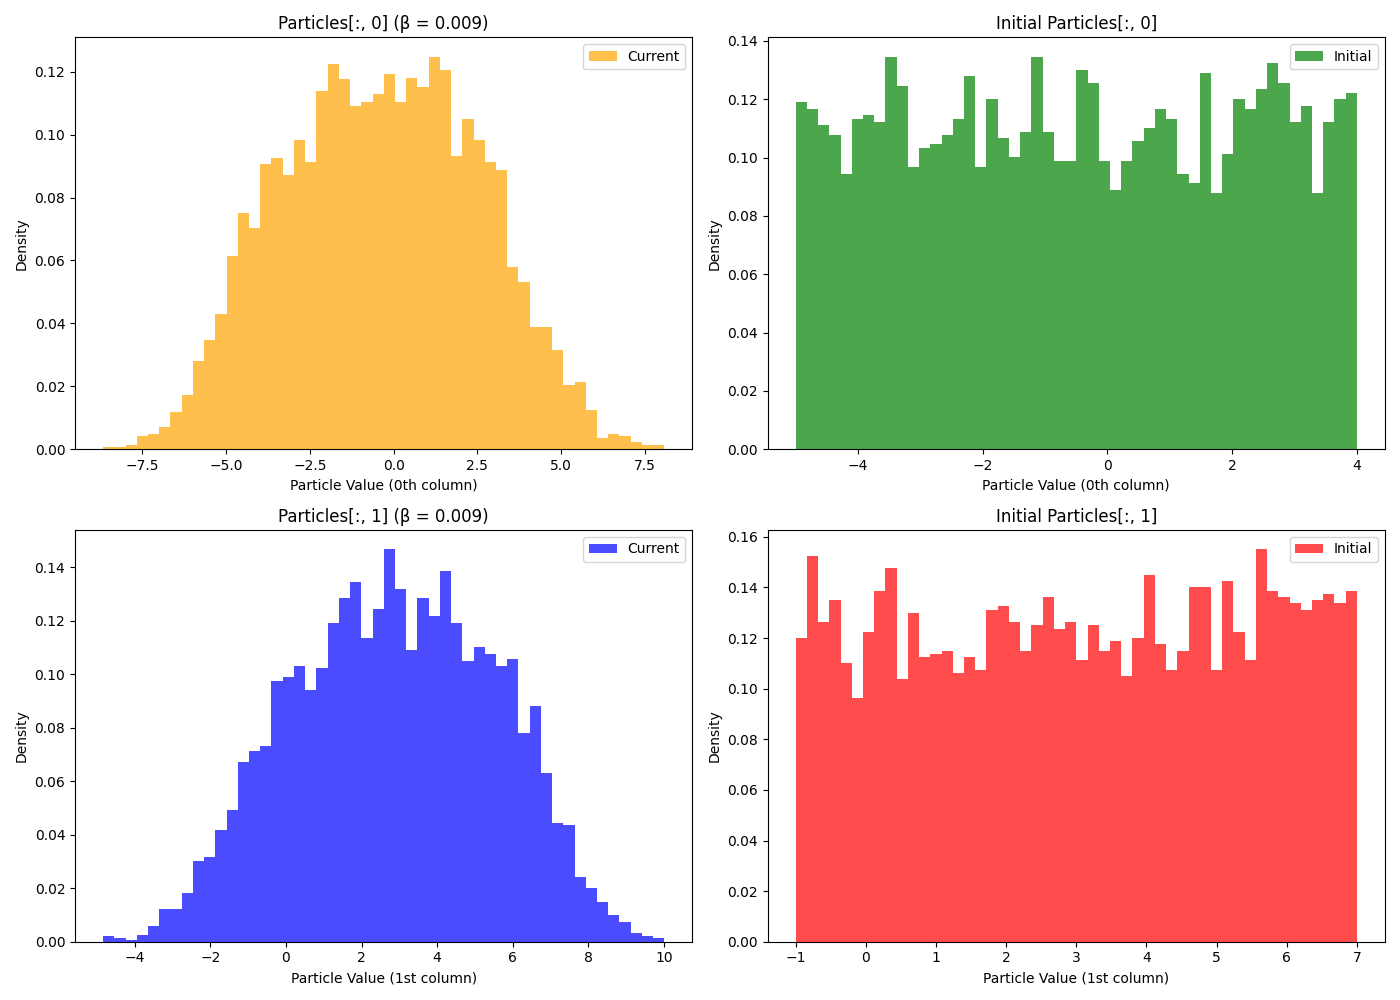 Particles[:, 0] (β = 0.009)
Current
Density
0.12
0.10
0.08
0.06
0.04
0.02
0.00
−7.5 −5.0 −2.5 0.0 2.5 5.0 7.5
Particle Value (0th column)
Initial Particles[:, 0]
Initial
Density
0.14
0.12
0.10
0.08
0.06
0.04
0.02
0.00
−4 −2 0 2 4
Particle Value (0th column)
Particles[:, 1] (β = 0.009)
Current
Density
0.14
0.12
0.10
0.08
0.06
0.04
0.02
0.00
−4 −2 0 2 4 6 8 10
Particle Value (1st column)
Initial Particles[:, 1]
Initial
Density
0.16
0.14
0.12
0.10
0.08
0.06
0.04
0.02
0.00
−1 0 1 2 3 4 5 6 7
Particle Value (1st column)